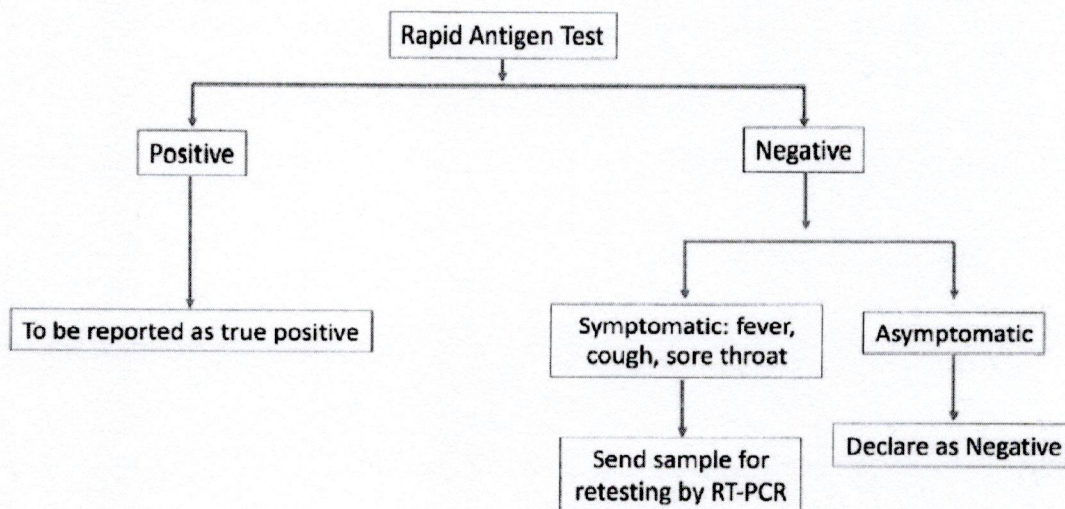 Rapid Antigen Test
Positive
Negative
To be reported as true positive
Symptomatic: fever,
cough, sore throat
Asymptomatic
Send sample for
retesting by RT-PCR
Declare as Negative